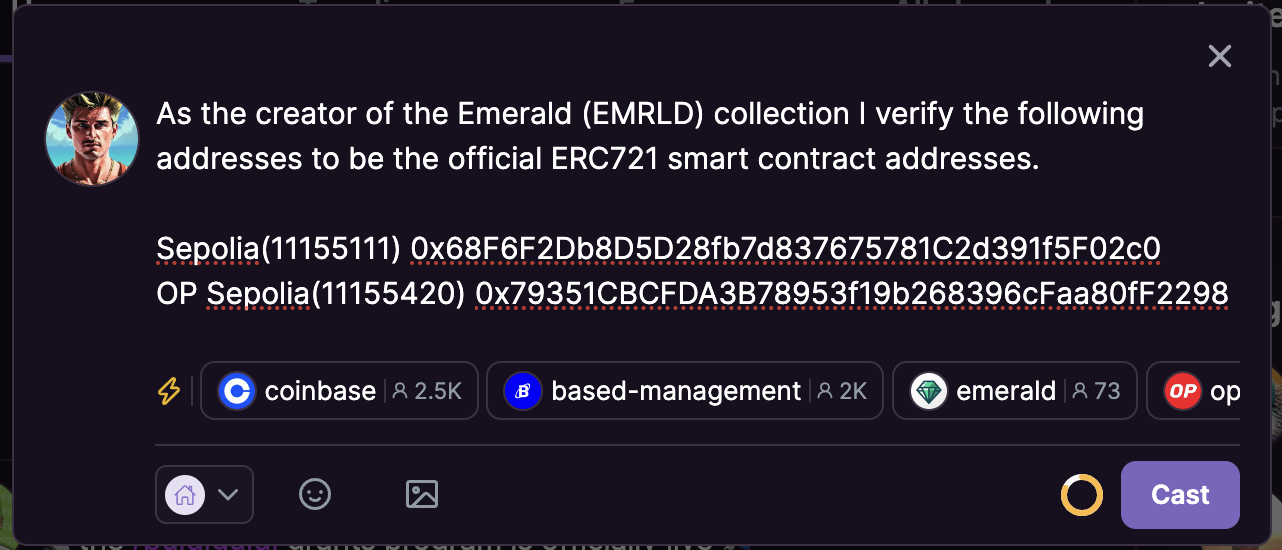 As the creator of the Emerald (EMRLD) collection I verify the following
addresses to be the official ERC721 smart contract addresses.
Sepolia(11155111) 0x68F6F2Db8D5D28fb7d837675781C2d391f5F02c0
OP Sepolia(11155420) 0x79351CBCFDA3B78953f19b268396cFaa80fF2298
coinbase 2.5K based-management 2K emerald 73 OP op
Cast